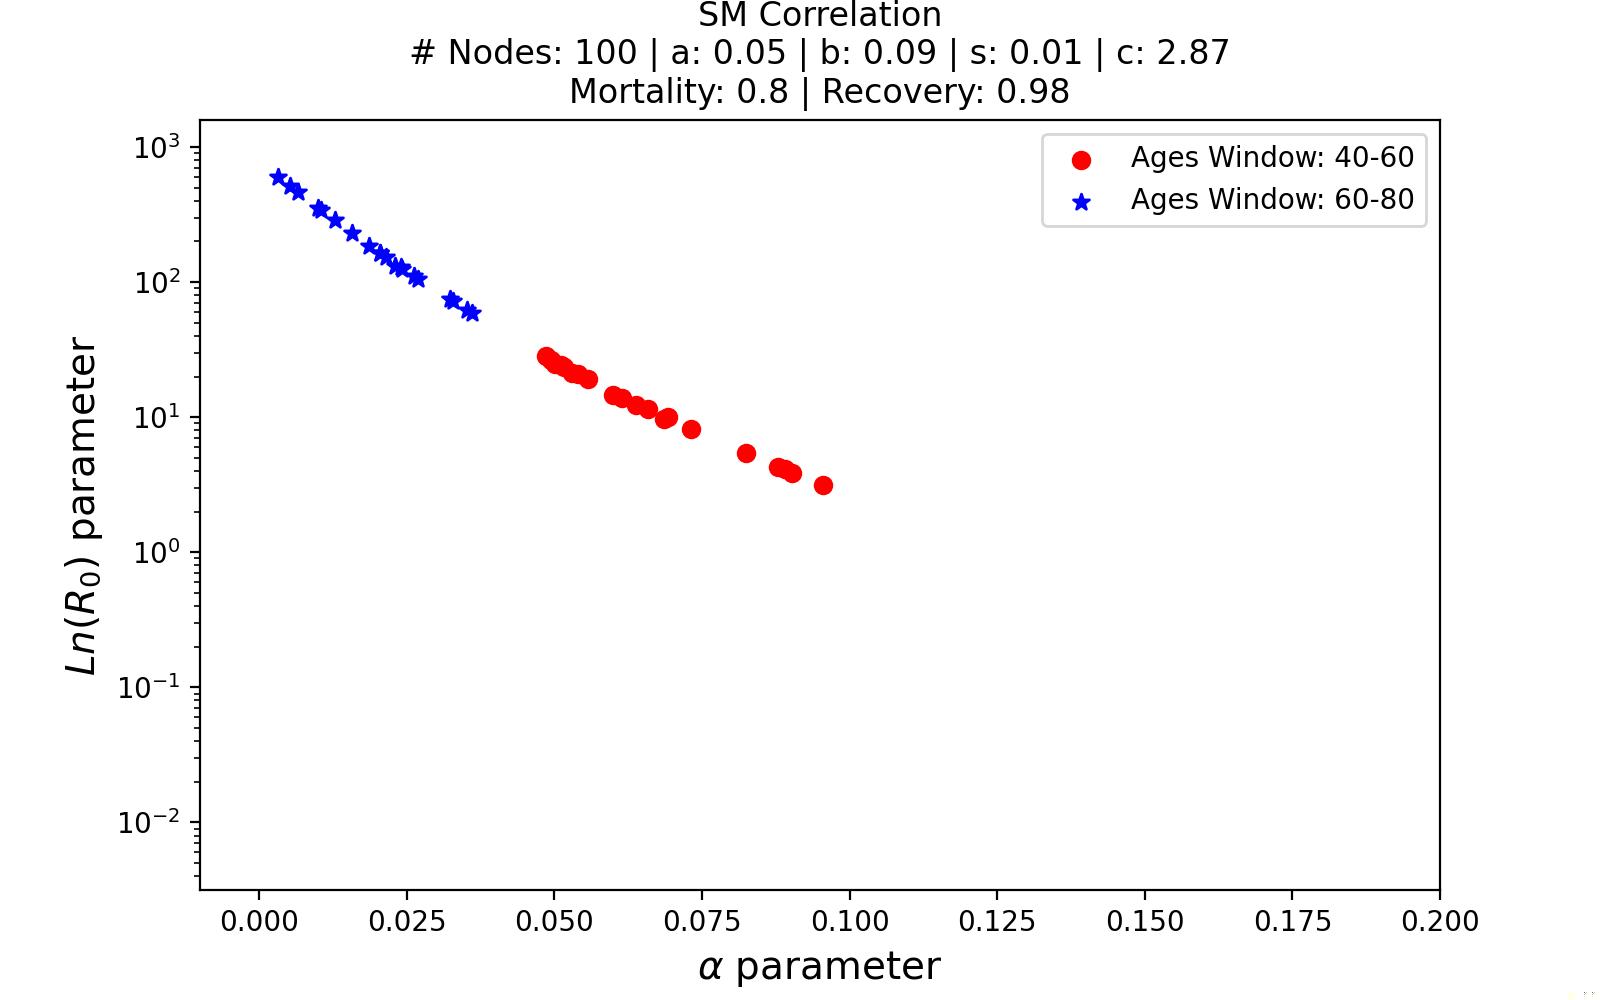 SM Correlation
# Nodes: 100 | a: 0.05 | b: 0.09 | s: 0.01 | c: 2.87
Mortality: 0.8 | Recovery: 0.98
Ages Window: 40-60
Ages Window: 60-80
Ln(R₀) parameter
10³
10²
10¹
10⁰
10⁻¹
10⁻²
0.000 0.025 0.050 0.075 0.100 0.125 0.150 0.175 0.200
α parameter